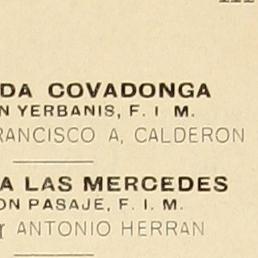 DA COVADONGA
N YERBANIS, F. I M.
RANCISCO A, CALDERON
A LAS MERCEDES
ON PASAJE, F. I. M.
r ANTONIO HERRAN